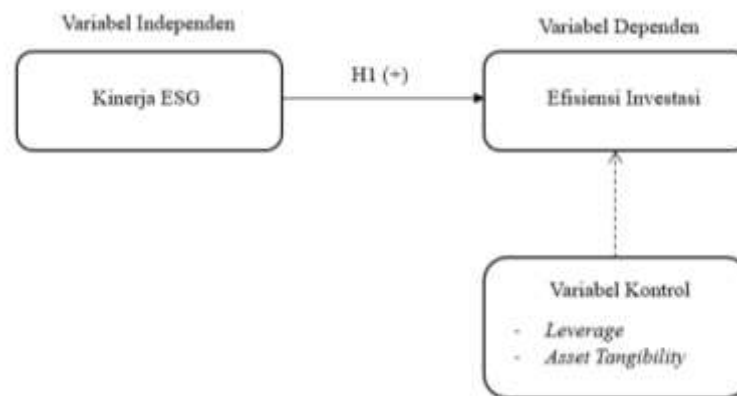 Variabel Independen
Variabel Dependen
Kinerja ESG
H1 (+)
Efisiensi Investasi
Variabel Kontrol
- Leverage
- Asset Tangibility